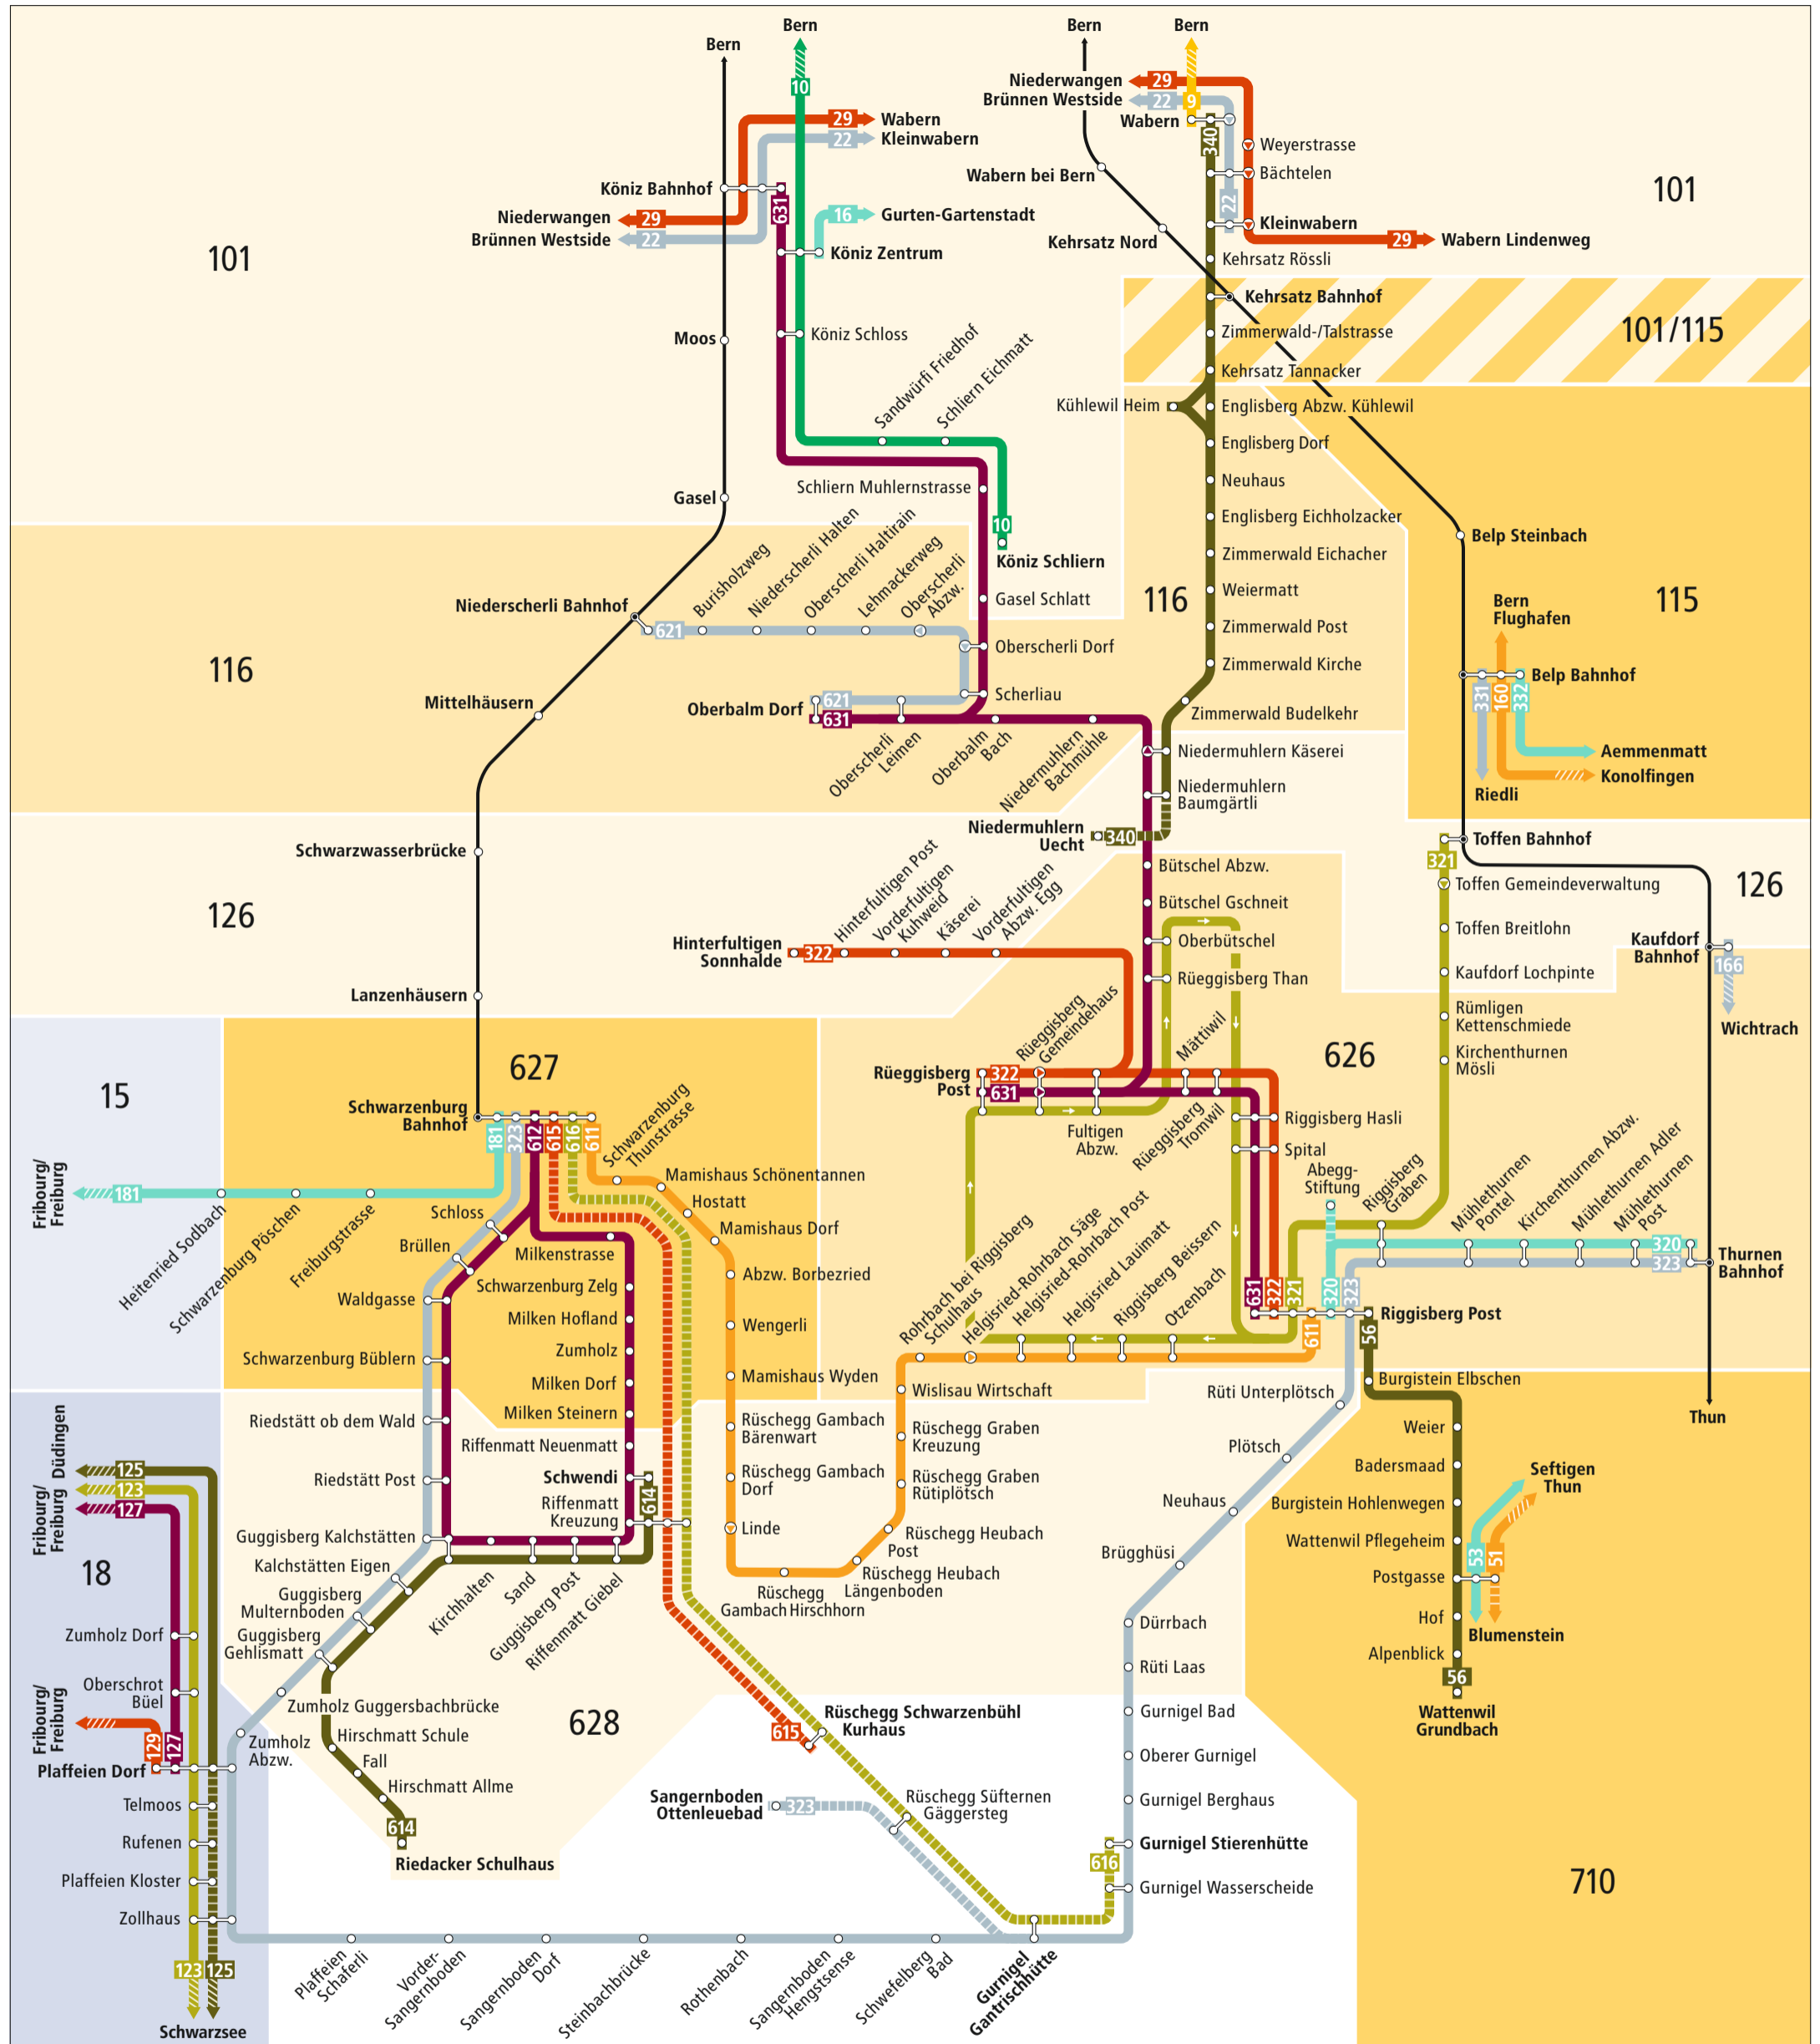 Bern
Bern
Bern
Bern
10
Niederwangen
29
Brünnen Westside
22
9
29
Wabern
22
Kleinwabern
Wabern
340
Weyerstrasse
Bächtelen
Wabern bei Bern
101
Köniz Bahnhof
631
22
Niederwangen
29
16
Gurten-Gartenstadt
Kleinwabern
Brünnen Westside
22
Kehrsatz Nord
29
Wabern Lindenweg
101
Köniz Zentrum
Kehrsatz Rössli
Kehrsatz Bahnhof
101/115
Moos
Köniz Schloss
Zimmerwald-/Talstrasse
Kehrsatz Tannacker
Sandwürfi Friedhof
Schliern Eichmatt
Kühlewil Heim
Englisberg Abzw. Kühlewil
Englisberg Dorf
Neuhaus
Schliern Muhlernstrasse
Gasel
Englisberg Eichholzacker
10
Köniz Schliern
Belp Steinbach
Zimmerwald Eichacher
Weiermatt
116
115
Gasel Schlatt
Niederscherli Bahnhof
621
Burisholzweg
Niederscherli Halten
Oberscherli Haltirain
Lehmackerweg
Oberscherli
Abzw.
Bern
Flughafen
Zimmerwald Post
Oberscherli Dorf
Zimmerwald Kirche
116
Belp Bahnhof
331
160
332
Scherliau
Mittelhäusern
Oberbalm Dorf
621
631
Zimmerwald Budelkehr
Oberscherli
Leimen
Oberbalm
Bach
Niedermuhlern
Bachmühle
Niedermuhlern Käserei
Aemmenmatt
Konolfingen
Riedli
Niedermuhlern
Baumgärtli
Niedermuhlern
Uecht
340
Toffen Bahnhof
321
Schwarzwasserbrücke
Bütschel Abzw.
Toffen Gemeindeverwaltung
126
126
Bütschel Gschneit
Toffen Breitlohn
Hinterfultigen
Sonnhalde
322
Hinterfultigen Post
Vorderfultigen
Kuhweid
Käserei
Vorderfultigen
Abzw. Egg
Oberbütschel
Kaufdorf
Bahnhof
166
Rüeggisberg Than
Kaufdorf Lochpinte
Lanzenhäusern
Rümligen
Kettenschmiede
Wichtrach
Kirchenthurnen
Mösli
627
626
15
Rüeggisberg
Post
322
631
Rüeggisberg
Gemeindehaus
Mättiwil
Fultigen
Abzw.
Rüeggisberg
Tromwil
Riggisberg Hasli
Spital
Schwarzenburg
Bahnhof
181
323
612
615
616
611
Schwarzenburg
Thunstrasse
Mamishaus Schönentannen
Hostatt
Mamishaus Dorf
Fribourg/
Freiburg
181
Heitenried Sodbach
Schwarzenburg Pöschen
Freiburgstrasse
Schloss
Brüllen
Milkenstrasse
Abegg-
Stiftung
Riggisberg
Graben
Mühlethurnen
Pontel
Kirchenthurnen Abzw.
Mühlethurnen Adler
Mühlethurnen
Post
320
323
Thurnen
Bahnhof
Abzw. Borbezried
Schwarzenburg Zelg
Waldgasse
Milken Hofland
Wengerli
Zumholz
Schwarzenburg Büblern
Milken Dorf
Mamishaus Wyden
Milken Steinern
Rohrbach bei Riggisberg
Schulhaus
Helgisried-Rohrbach Säge
Helgisried-Rohrbach Post
Helgisried Lauimatt
Riggisberg Beissern
Otzenbach
631
322
321
320
323
611
56
Riggisberg Post
Burgistein Elbschen
Rüti Unterplötsch
Wislisau Wirtschaft
Thun
Riedstätt ob dem Wald
Riffenmatt Neuenmatt
Rüschegg Gambach
Bärenwart
Rüschegg Graben
Kreuzung
Weier
Plötsch
Badersmaad
Riedstätt Post
Schwendi
614
Rüschegg Gambach
Dorf
Rüschegg Graben
Rütiplötsch
Seftigen
Thun
Neuhaus
Burgistein Hohlenwegen
Riffenmatt
Kreuzung
Linde
Rüschegg Heubach
Post
Wattenwil Pflegeheim
Düdingen
125
123
Fribourg/
Freiburg
127
18
Guggisberg Kalchstätten
Kalchstätten Eigen
Brügghüsi
53
51
Postgasse
Rüschegg Heubach
Längenboden
Rüschegg
Gambach Hirschhorn
Guggisberg
Multernboden
Kirchhalten
Sand
Guggisberg Post
Riffenmatt Giebel
Hof
Blumenstein
Dürrbach
Zumholz Dorf
Guggisberg
Gehlismatt
Alpenblick
56
Wattenwil
Grundbach
Rüti Laas
Oberschrot
Büel
Zumholz Guggersbachbrücke
Gurnigel Bad
628
Rüschegg Schwarzenbühl
Kurhaus
615
Fribourg/
Freiburg
129
127
Hirschmatt Schule
Zumholz
Abzw.
Oberer Gurnigel
Plaffeien Dorf
Fall
Hirschmatt Allme
614
Riedacker Schulhaus
Sangernboden
Ottenleuebad
323
Rüschegg Süfternen
Gäggersteg
Gurnigel Berghaus
Telmoos
Rufenen
Gurnigel Stierenhütte
616
Plaffeien Kloster
Gurnigel Wasserscheide
710
Zollhaus
123
125
Schwarzsee
Plaffeien
Schaferli
Vorder-
Sangernboden
Sangernboden
Dorf
Steinbachbrücke
Rothenbach
Sangernboden
Hengstsense
Schwefelberg
Bad
Gurnigel
Gantrischhütte